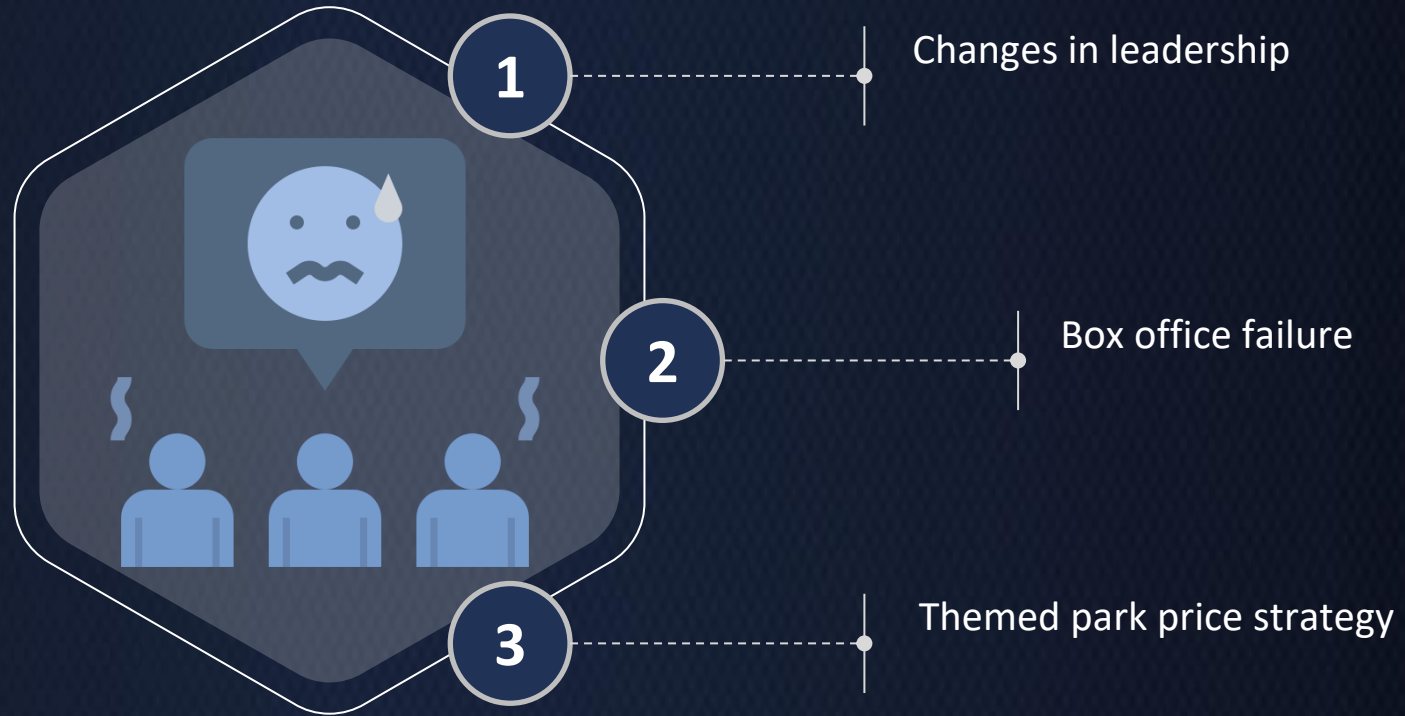 1
Changes in leadership
2
Box office failure
3
Themed park price strategy